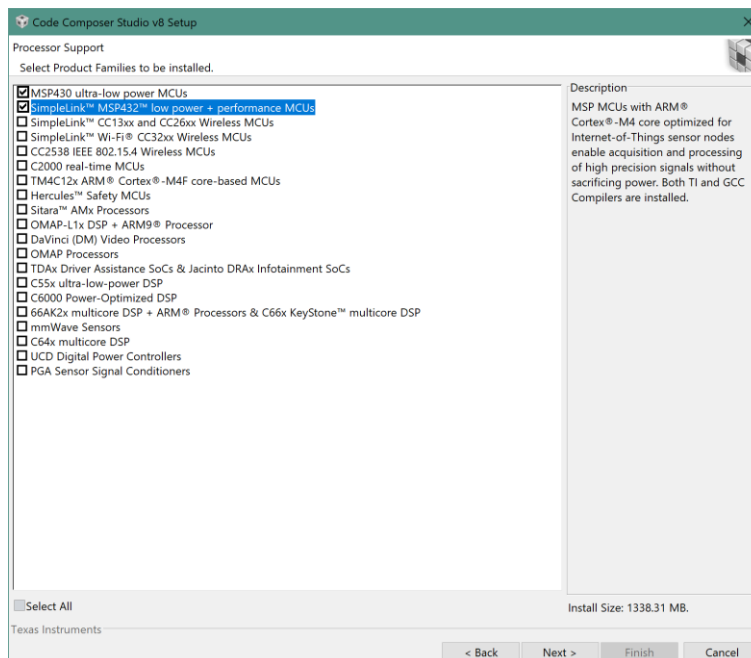 Code Composer Studio v8 Setup
Processor Support
Select Product Families to be installed.
MSP430 ultra-low power MCUs
SimpleLink™ MSP432™ low power + performance MCUs
SimpleLink™ CC13xx and CC26xx Wireless MCUs
SimpleLink™ Wi-Fi® CC32xx Wireless MCUs
CC2538 IEEE 802.15.4 Wireless MCUs
C2000 real-time MCUs
TM4C12x ARM® Cortex®-M4F core-based MCUs
Hercules™ Safety MCUs
Sitara™ AMx Processors
OMAP-L1x DSP + ARM9® Processor
DaVinci (DM) Video Processors
OMAP Processors
TDAx Driver Assistance SoCs & Jacinto DRAx Infotainment SoCs
C55x ultra-low-power DSP
C6000 Power-Optimized DSP
66AK2x multicore DSP + ARM® Processors & C66x KeyStone™ multicore DSP
mmWave Sensors
C64x multicore DSP
UCD Digital Power Controllers
PGA Sensor Signal Conditioners
Description
MSP MCUs with ARM®
Cortex®-M4 core optimized for
Internet-of-Things sensor nodes
enable acquisition and processing
of high precision signals without
sacrificing power. Both TI and GCC
Compilers are installed.
Select All
Install Size: 1338.31 MB.
Texas Instruments
< Back
Next >
Finish
Cancel